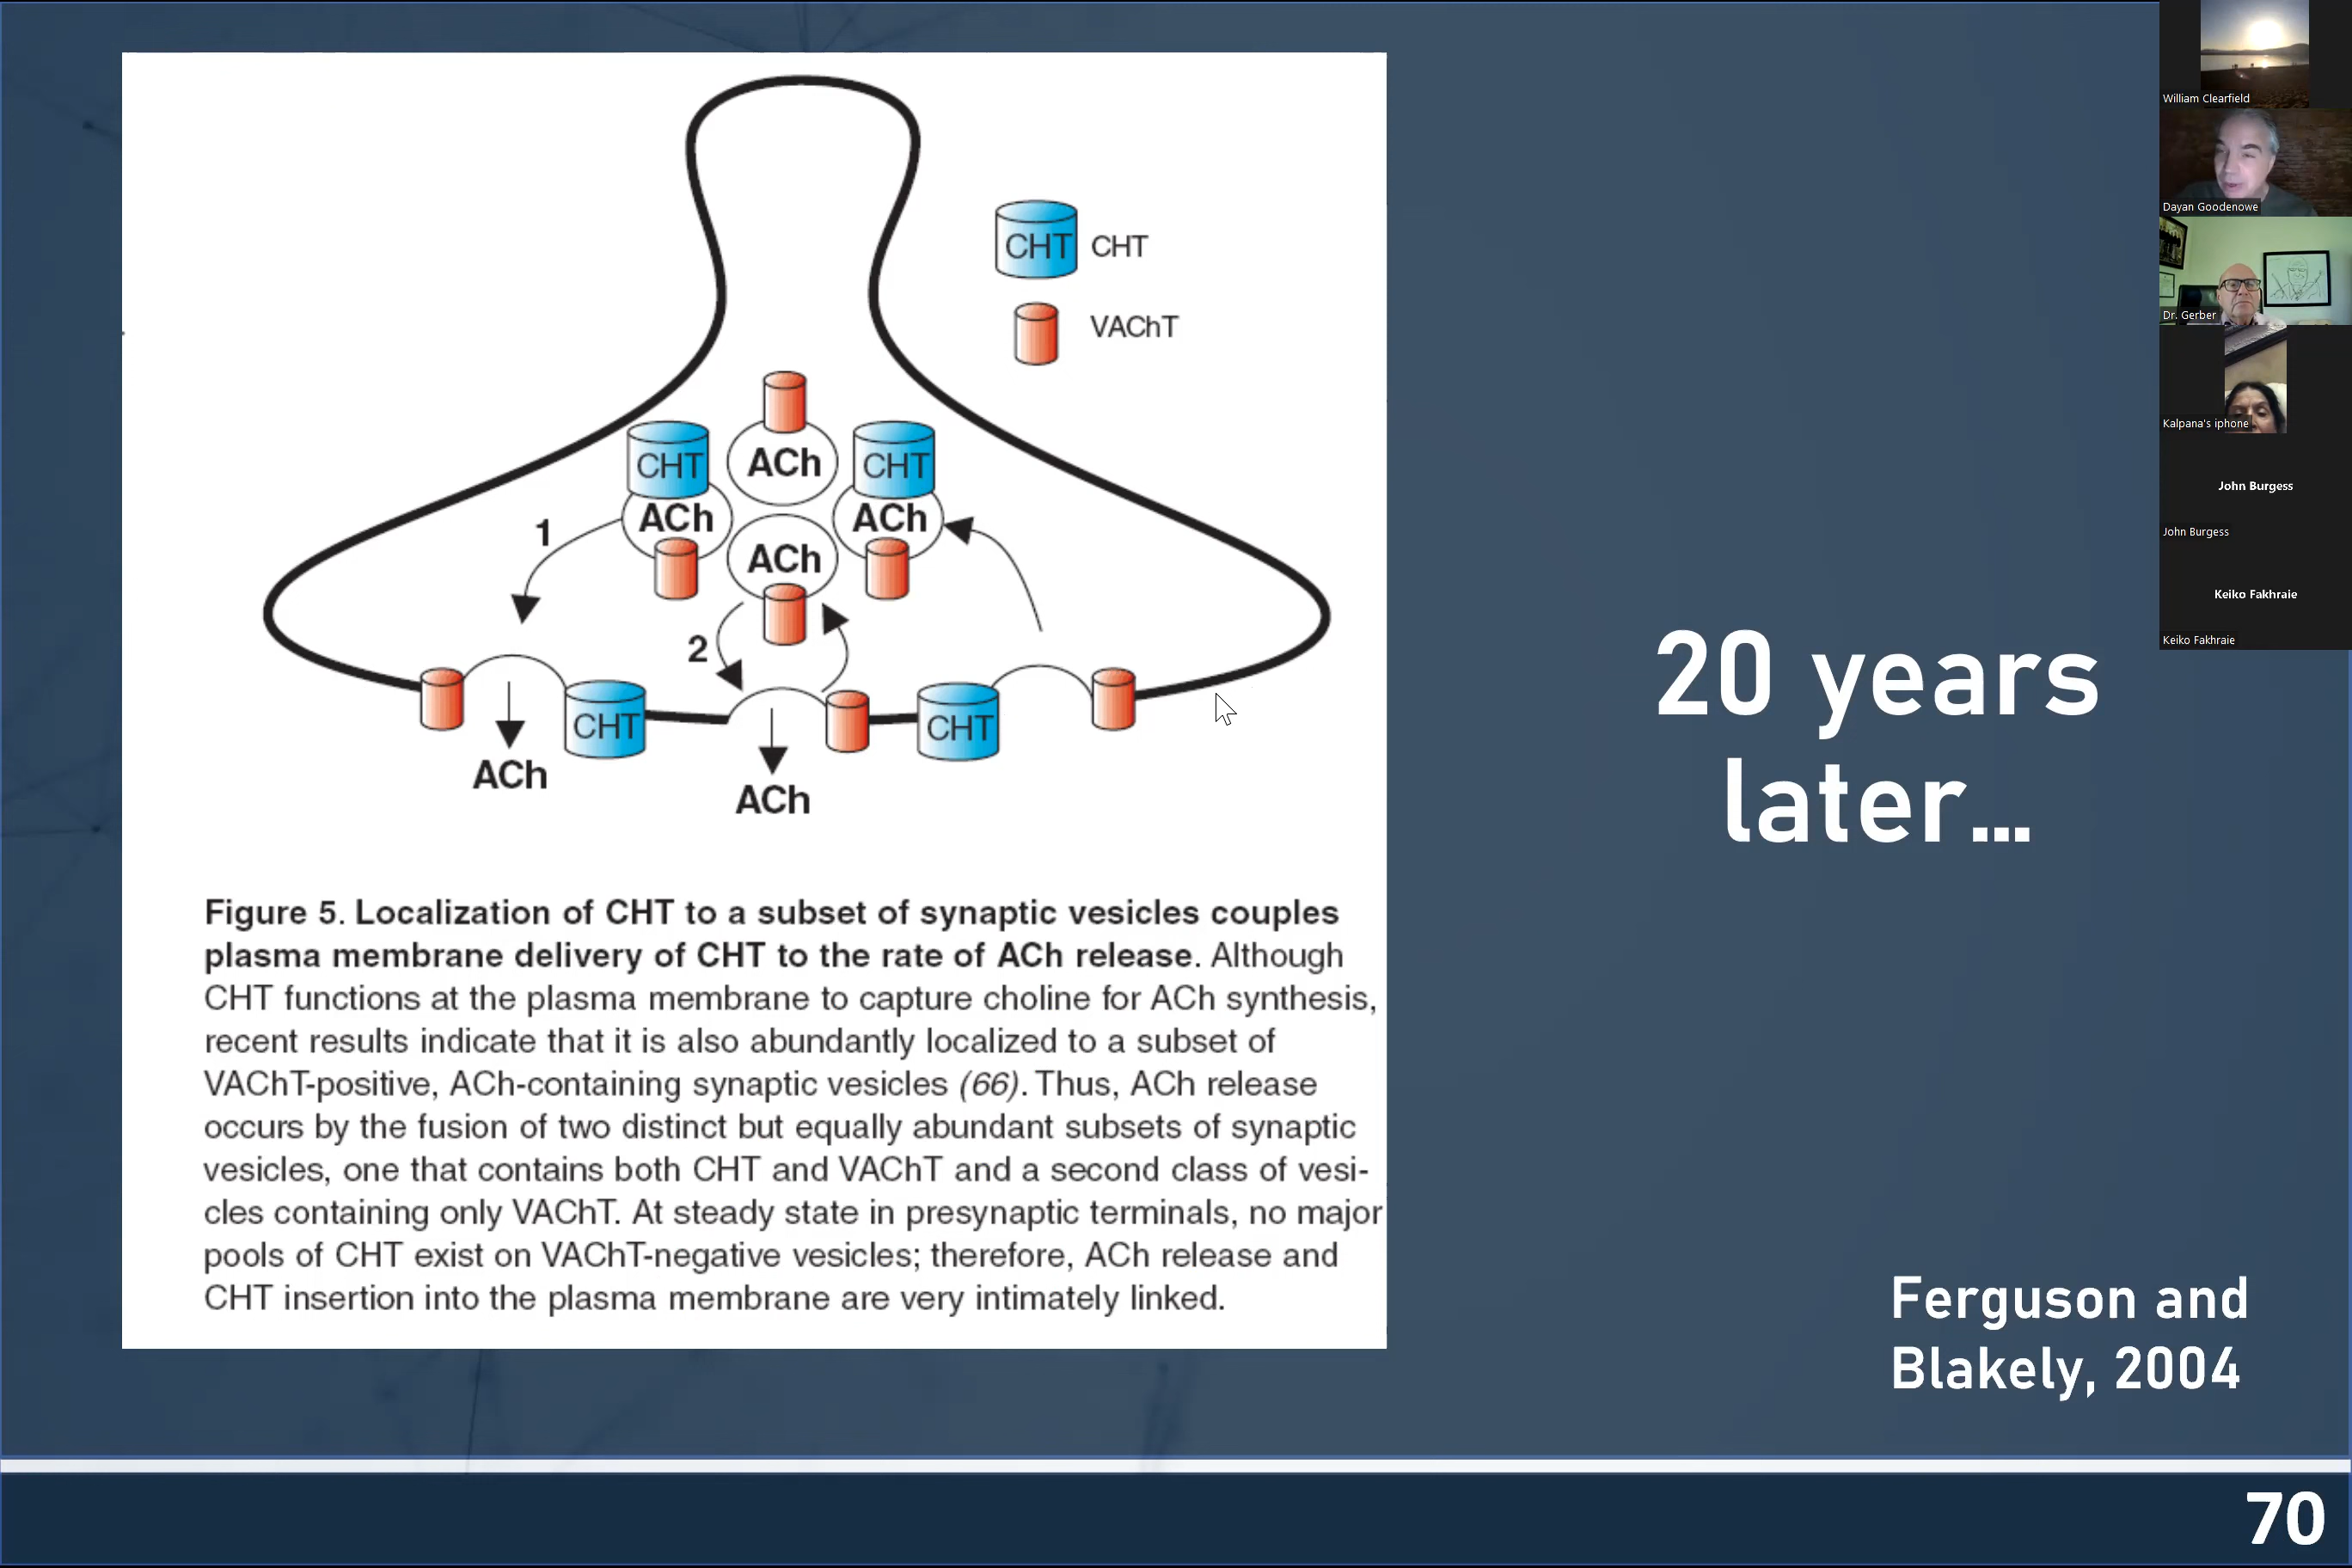 CHT CHT
VAChT
ACh
CHT
CHT
ACh
ACh
ACh
1
2
CHT
CHT
ACh
ACh
Figure 5. Localization of CHT to a subset of synaptic vesicles couples
plasma membrane delivery of CHT to the rate of ACh release. Although
CHT functions at the plasma membrane to capture choline for ACh synthesis,
recent results indicate that it is also abundantly localized to a subset of
VAChT-positive, ACh-containing synaptic vesicles (66). Thus, ACh release
occurs by the fusion of two distinct but equally abundant subsets of synaptic
vesicles, one that contains both CHT and VAChT and a second class of vesi-
cles containing only VAChT. At steady state in presynaptic terminals, no major
pools of CHT exist on VAChT-negative vesicles; therefore, ACh release and
CHT insertion into the plasma membrane are very intimately linked.
20 years
later...
Ferguson and
Blakely, 2004
70
William Clearfield
Dayan Goodenowe
Dr. Gerber
Kalpana's iphone
John Burgess
John Burgess
Keiko Fakhraie
Keiko Fakhraie